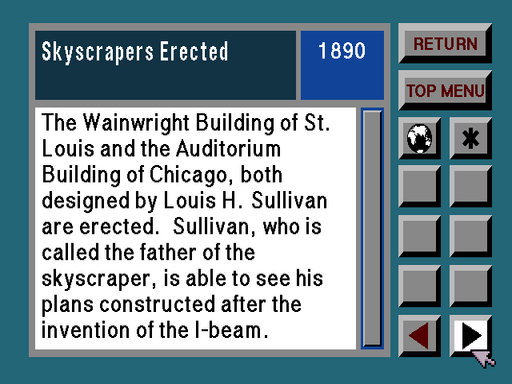 Skyscrapers Erected
1890
RETURN
TOP MENU
The Wainwright Building of St.
Louis and the Auditorium
Building of Chicago, both
designed by Louis H. Sullivan
are erected.  Sullivan, who is
called the father of the
skyscraper, is able to see his
plans constructed after the
invention of the I-beam.